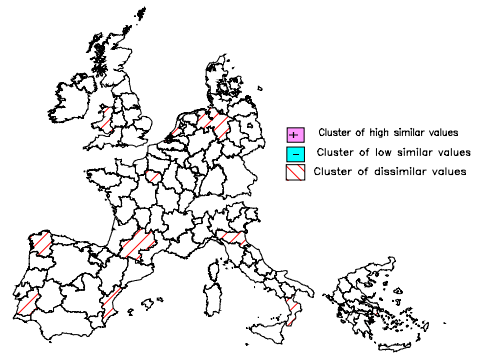 + Cluster of high similar values
- Cluster of low similar values
Cluster of dissimilar values